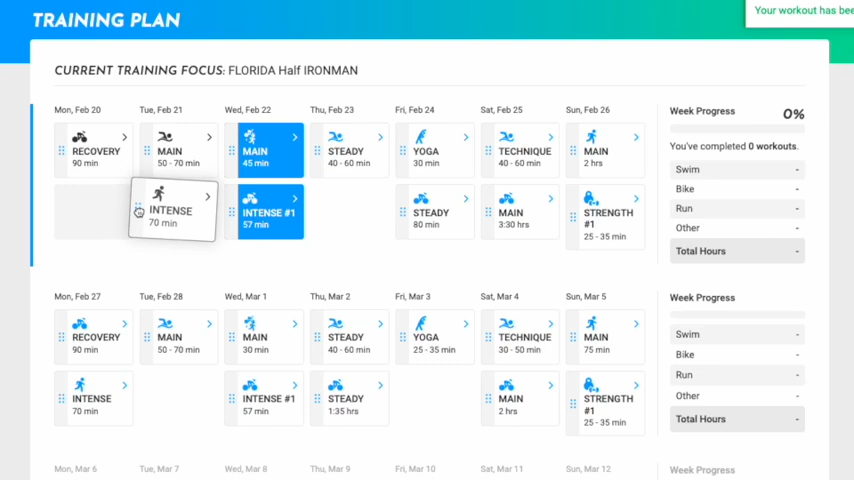 TRAINING PLAN
Your workout has bee
CURRENT TRAINING FOCUS: FLORIDA Half IRONMAN
Mon, Feb 20
Tue, Feb 21
Wed, Feb 22
Thu, Feb 23
Fri, Feb 24
Sat, Feb 25
Sun, Feb 26
RECOVERY
90 min
MAIN
50 - 70 min
MAIN
45 min
STEADY
40 - 60 min
YOGA
30 min
TECHNIQUE
40 - 60 min
MAIN
2 hrs
INTENSE
70 min
INTENSE #1
57 min
STEADY
80 min
MAIN
3:30 hrs
STRENGTH
#1
25 - 35 min
Week Progress
0%
You've completed 0 workouts.
Swim -
Bike -
Run -
Other -
Total Hours -
Mon, Feb 27
Tue, Feb 28
Wed, Mar 1
Thu, Mar 2
Fri, Mar 3
Sat, Mar 4
Sun, Mar 5
RECOVERY
90 min
MAIN
50 - 70 min
MAIN
30 min
STEADY
40 - 60 min
YOGA
25 - 35 min
TECHNIQUE
30 - 50 min
MAIN
75 min
INTENSE
70 min
INTENSE #1
57 min
STEADY
1:35 hrs
MAIN
2 hrs
STRENGTH
#1
25 - 35 min
Week Progress
Swim -
Bike -
Run -
Other -
Total Hours -
Mon, Mar 6
Tue, Mar 7
Wed, Mar 8
Thu, Mar 9
Fri, Mar 10
Sat, Mar 11
Sun, Mar 12
Week Progress